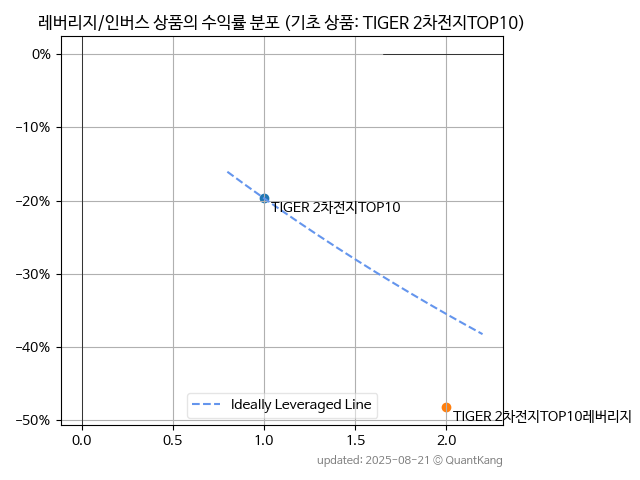 레버리지/인버스 상품의 수익률 분포 (기초 상품: TIGER 2차전지TOP10)
0%
-10%
-20%
-30%
-40%
-50%
TIGER 2차전지TOP10
TIGER 2차전지TOP10레버리지
Ideally Leveraged Line
0.0 0.5 1.0 1.5 2.0
updated: 2025-08-21 © QuantKang